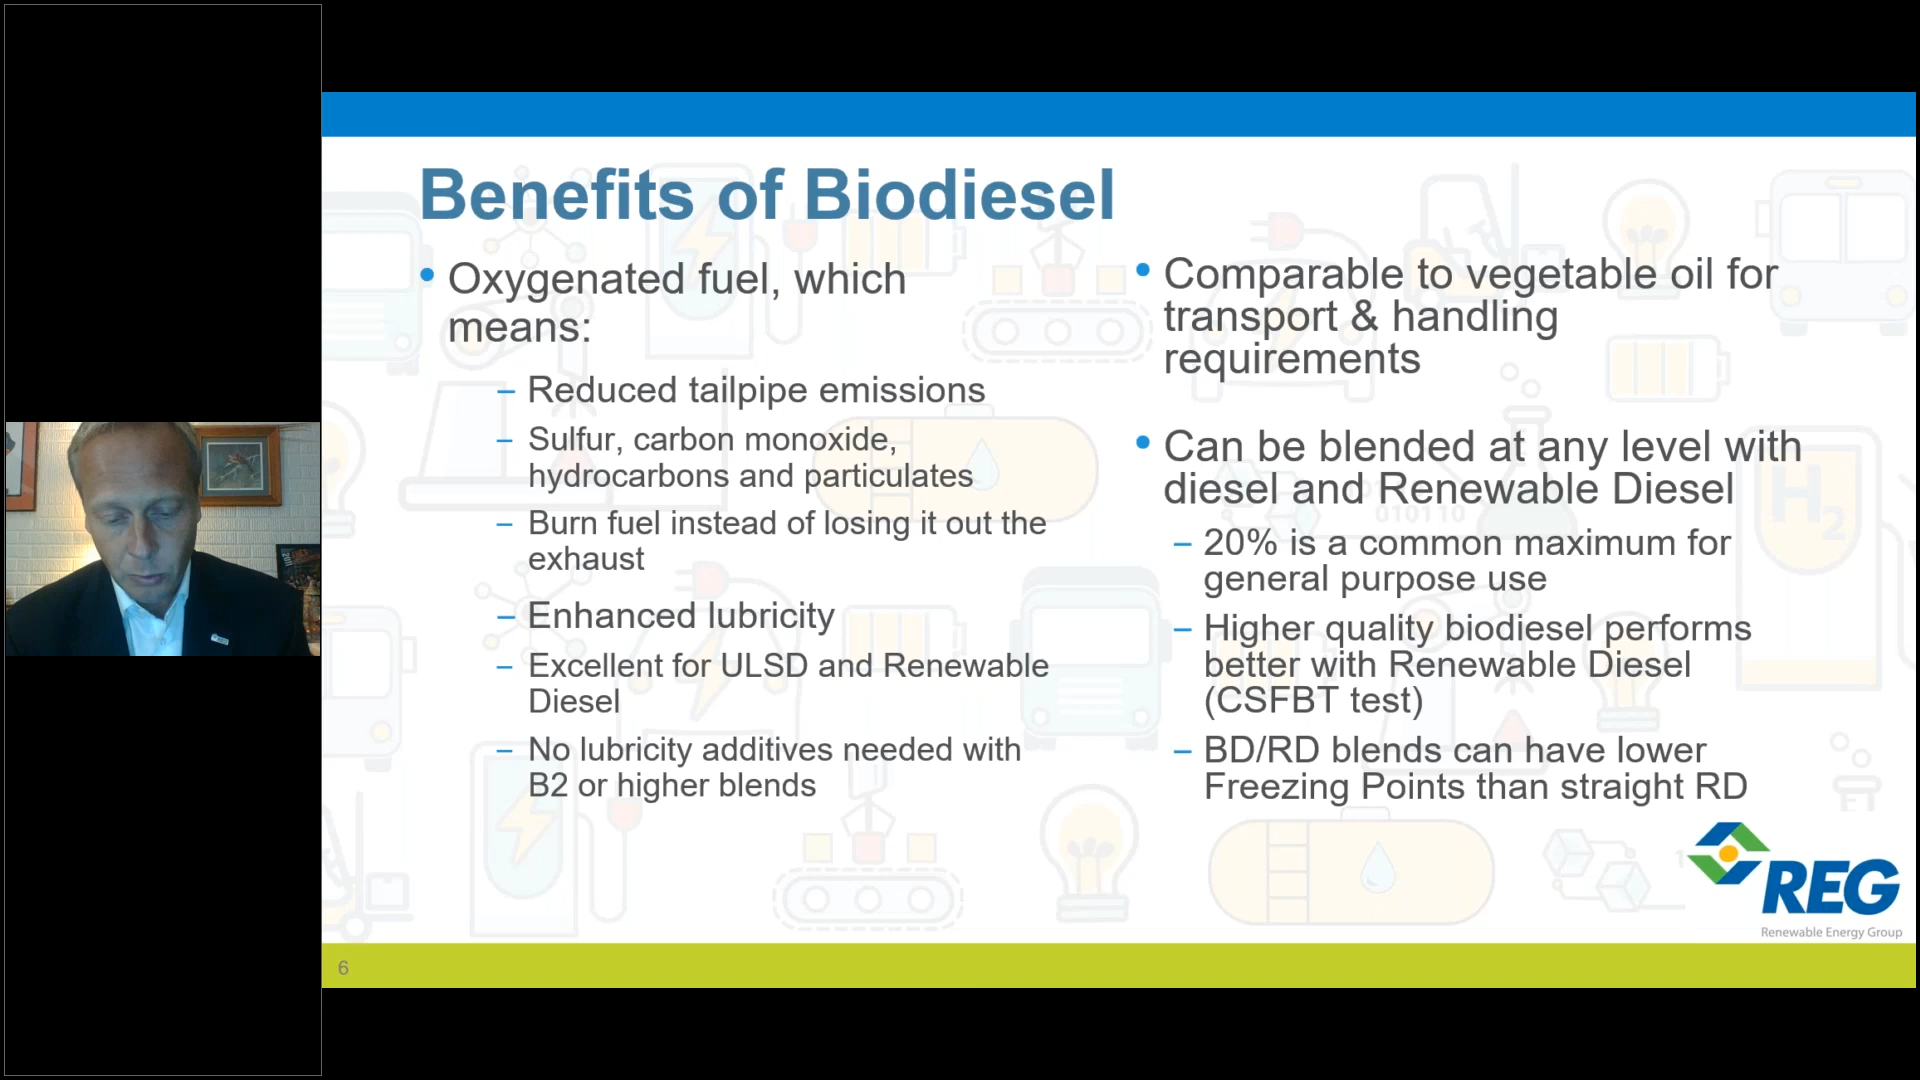 Benefits of Biodiesel
• Oxygenated fuel, which
means:
– Reduced tailpipe emissions
– Sulfur, carbon monoxide,
hydrocarbons and particulates
– Burn fuel instead of losing it out the
exhaust
– Enhanced lubricity
– Excellent for ULSD and Renewable
Diesel
– No lubricity additives needed with
B2 or higher blends
• Comparable to vegetable oil for
transport & handling
requirements
• Can be blended at any level with
diesel and Renewable Diesel
– 20% is a common maximum for
general purpose use
– Higher quality biodiesel performs
better with Renewable Diesel
(CSFBT test)
– BD/RD blends can have lower
Freezing Points than straight RD
010110
H2
REG
Renewable Energy Group
6